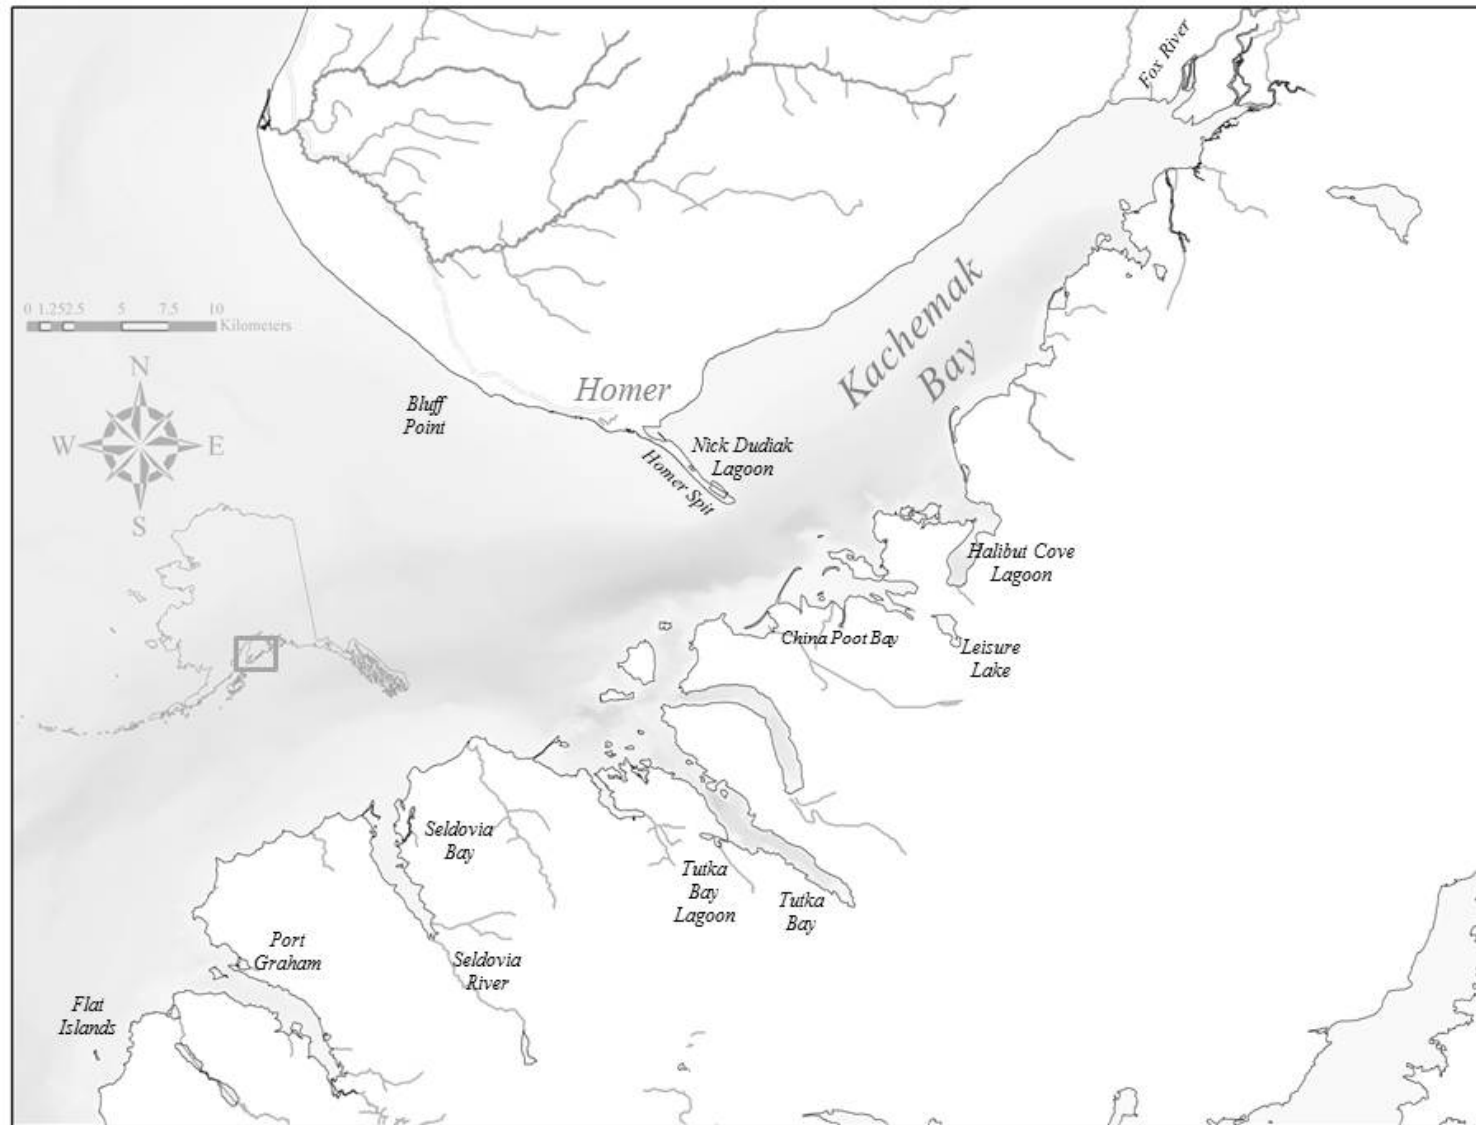 Fox River
0 1.252.5 5 7.5 10
Kilometers
N
W E
S
Kachemak
Bay
Homer
Bluff
Point
Nick Dudiak
Lagoon
Homer Spit
Halibut Cove
Lagoon
China Poot Bay
Leisure
Lake
Seldovia
Bay
Tutka
Bay
Lagoon
Tutka
Bay
Port
Graham
Seldovia
River
Flat
Islands